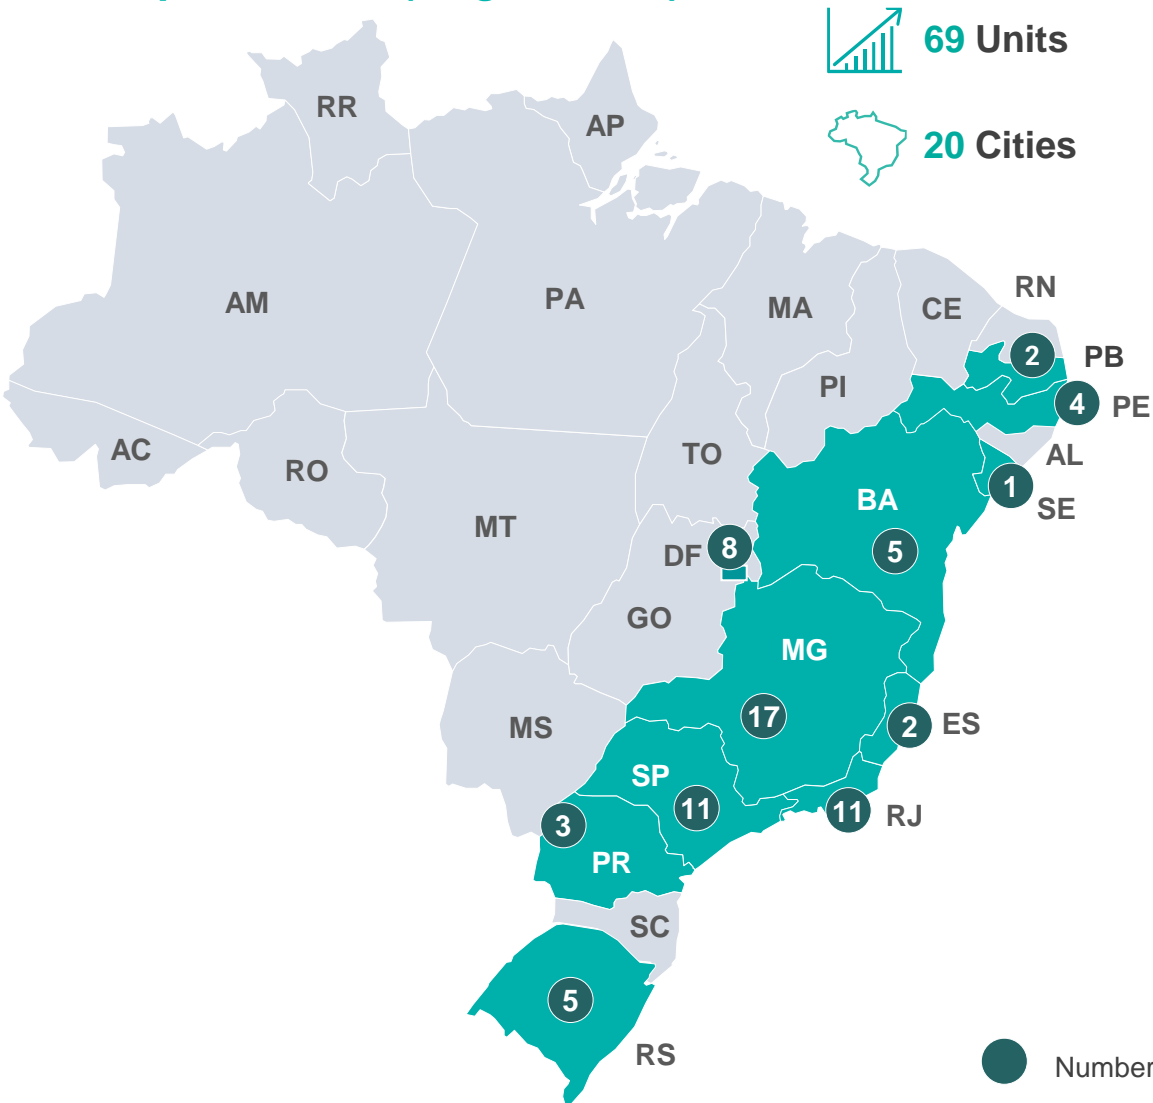 69 Units
20 Cities
RR
AP
AM
PA
MA
CE
RN
PI
2
PB
4
PE
AC
RO
TO
AL
1
SE
MT
BA
5
DF
8
GO
MG
17
2
ES
MS
SP
11
11
RJ
3
PR
SC
5
RS
Number